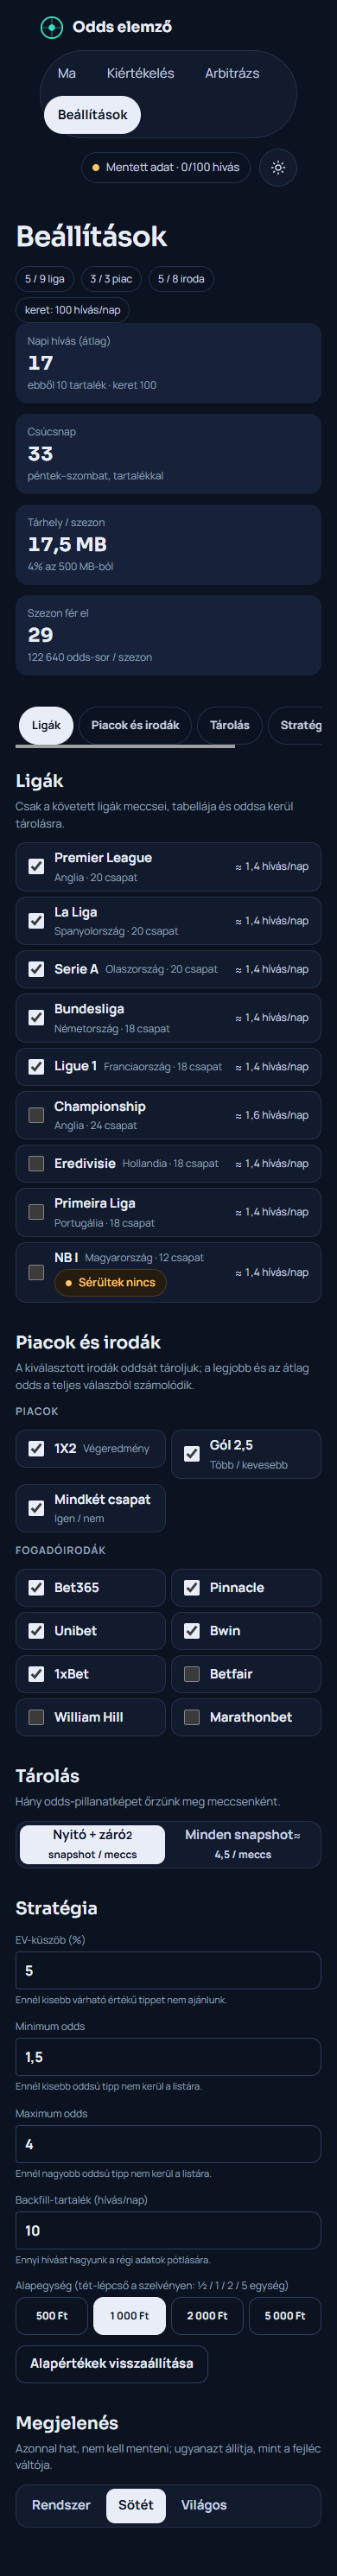 Odds elemző
Ma Kiértékelés Arbitrázs
Beállítások
Mentett adat · 0/100 hívás
Beállítások
5 / 9 liga 3 / 3 piac 5 / 8 iroda
keret: 100 hívás/nap
Napi hívás (átlag)
17
ebből 10 tartalék · keret 100
Csúcsnap
33
péntek–szombat, tartalékkal
Tárhely / szezon
17,5 MB
4% az 500 MB-ból
Szezon fér el
29
122 640 odds-sor / szezon
Ligák Piacok és irodák Tárolás Stratég
Ligák
Csak a követett ligák meccsei, tabellája és oddsa kerül
tárolásra.
Premier League
Anglia · 20 csapat
≈ 1,4 hívás/nap
La Liga
Spanyolország · 20 csapat
≈ 1,4 hívás/nap
Serie A Olaszország · 20 csapat ≈ 1,4 hívás/nap
Bundesliga
Németország · 18 csapat
≈ 1,4 hívás/nap
Ligue 1 Franciaország · 18 csapat ≈ 1,4 hívás/nap
Championship
Anglia · 24 csapat
≈ 1,6 hívás/nap
Eredivisie Hollandia · 18 csapat ≈ 1,4 hívás/nap
Primeira Liga
Portugália · 18 csapat
≈ 1,4 hívás/nap
NB I Magyarország · 12 csapat
Sérültek nincs
≈ 1,4 hívás/nap
Piacok és irodák
A kiválasztott irodák oddsát tároljuk; a legjobb és az átlag
odds a teljes válaszból számolódik.
PIACOK
1X2 Végeredmény
Gól 2,5
Több / kevesebb
Mindkét csapat
Igen / nem
FOGADÓIRODÁK
Bet365 Pinnacle
Unibet Bwin
1xBet Betfair
William Hill Marathonbet
Tárolás
Hány odds-pillanatképet őrzünk meg meccsenként.
Nyitó + záró2
snapshot / meccs
Minden snapshot≈
4,5 / meccs
Stratégia
EV-küszöb (%)
5
Ennél kisebb várható értékű tippet nem ajánlunk.
Minimum odds
1,5
Ennél kisebb oddsú tipp nem kerül a listára.
Maximum odds
4
Ennél nagyobb oddsú tipp nem kerül a listára.
Backfill-tartalék (hívás/nap)
10
Ennyi hívást hagyunk a régi adatok pótlására.
Alapegység (tét-lépcső a szelvényen: ½ / 1 / 2 / 5 egység)
500 Ft 1 000 Ft 2 000 Ft 5 000 Ft
Alapértékek visszaállítása
Megjelenés
Azonnal hat, nem kell menteni; ugyanazt állítja, mint a fejléc
váltója.
Rendszer Sötét Világos